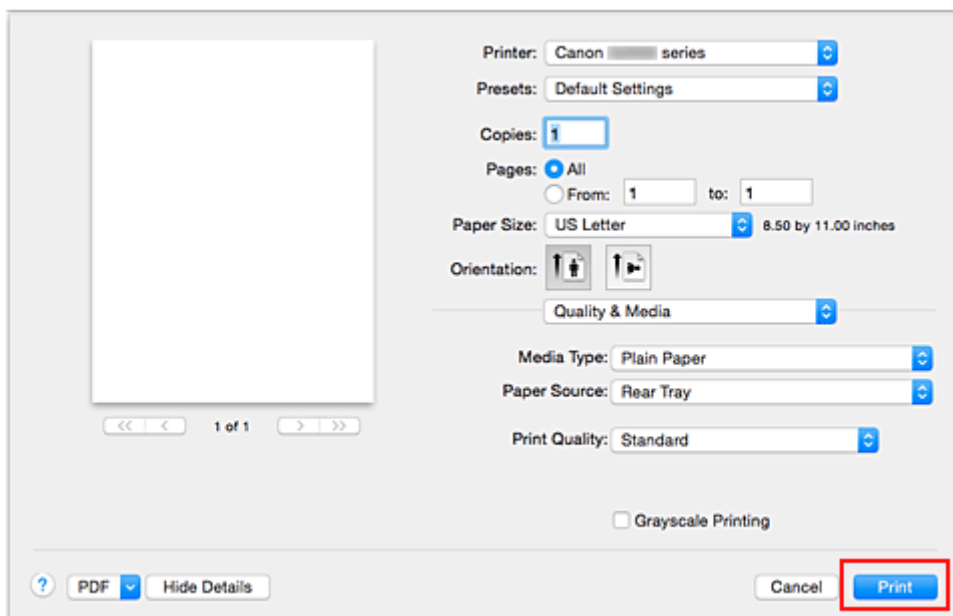 Printer: Canon series
Presets: Default Settings
Copies: 1
Pages: All
From: 1 to: 1
Paper Size: US Letter 8.50 by 11.00 inches
Orientation:
Quality & Media
Media Type: Plain Paper
Paper Source: Rear Tray
1 of 1
Print Quality: Standard
Grayscale Printing
? PDF Hide Details Cancel Print